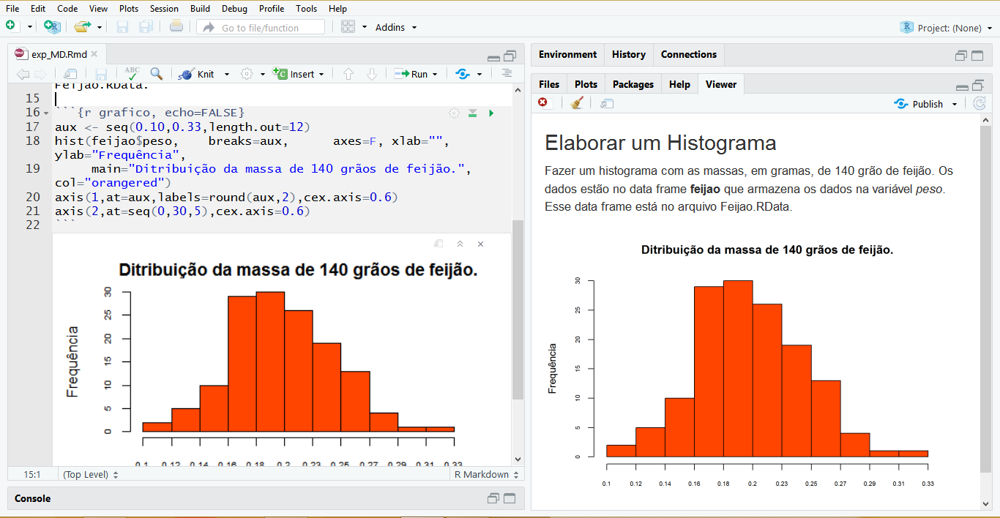 File Edit Code View Plots Session Build Debug Profile Tools Help
Go to file/function Addins Project: (None)
exp_MD.Rmd
ABC Knit Insert Run
Feijao.RData.
15
16 ```{r grafico, echo=FALSE}
17 aux <- seq(0.10,0.33,length.out=12)
18 hist(feijao$peso, breaks=aux, axes=F, xlab="",
ylab="Frequência",
19 main="Ditribuição da massa de 140 grãos de feijão.",
col="orangered")
20 axis(1,at=aux,labels=round(aux,2),cex.axis=0.6)
21 axis(2,at=seq(0,30,5),cex.axis=0.6)
22 ```
Ditribuição da massa de 140 grãos de feijão.
Frequência
30
25
20
15
10
5
0
0.1 0.12 0.14 0.16 0.18 0.2 0.23 0.25 0.27 0.29 0.31 0.33
15:1 (Top Level) R Markdown
Console
Environment History Connections
Files Plots Packages Help Viewer
Publish
Elaborar um Histograma
Fazer um histograma com as massas, em gramas, de 140 grão de feijão. Os
dados estão no data frame feijao que armazena os dados na variável peso.
Esse data frame está no arquivo Feijao.RData.
Ditribuição da massa de 140 grãos de feijão.
Frequência
30
25
20
15
10
5
0
0.1 0.12 0.14 0.16 0.18 0.2 0.23 0.25 0.27 0.29 0.31 0.33